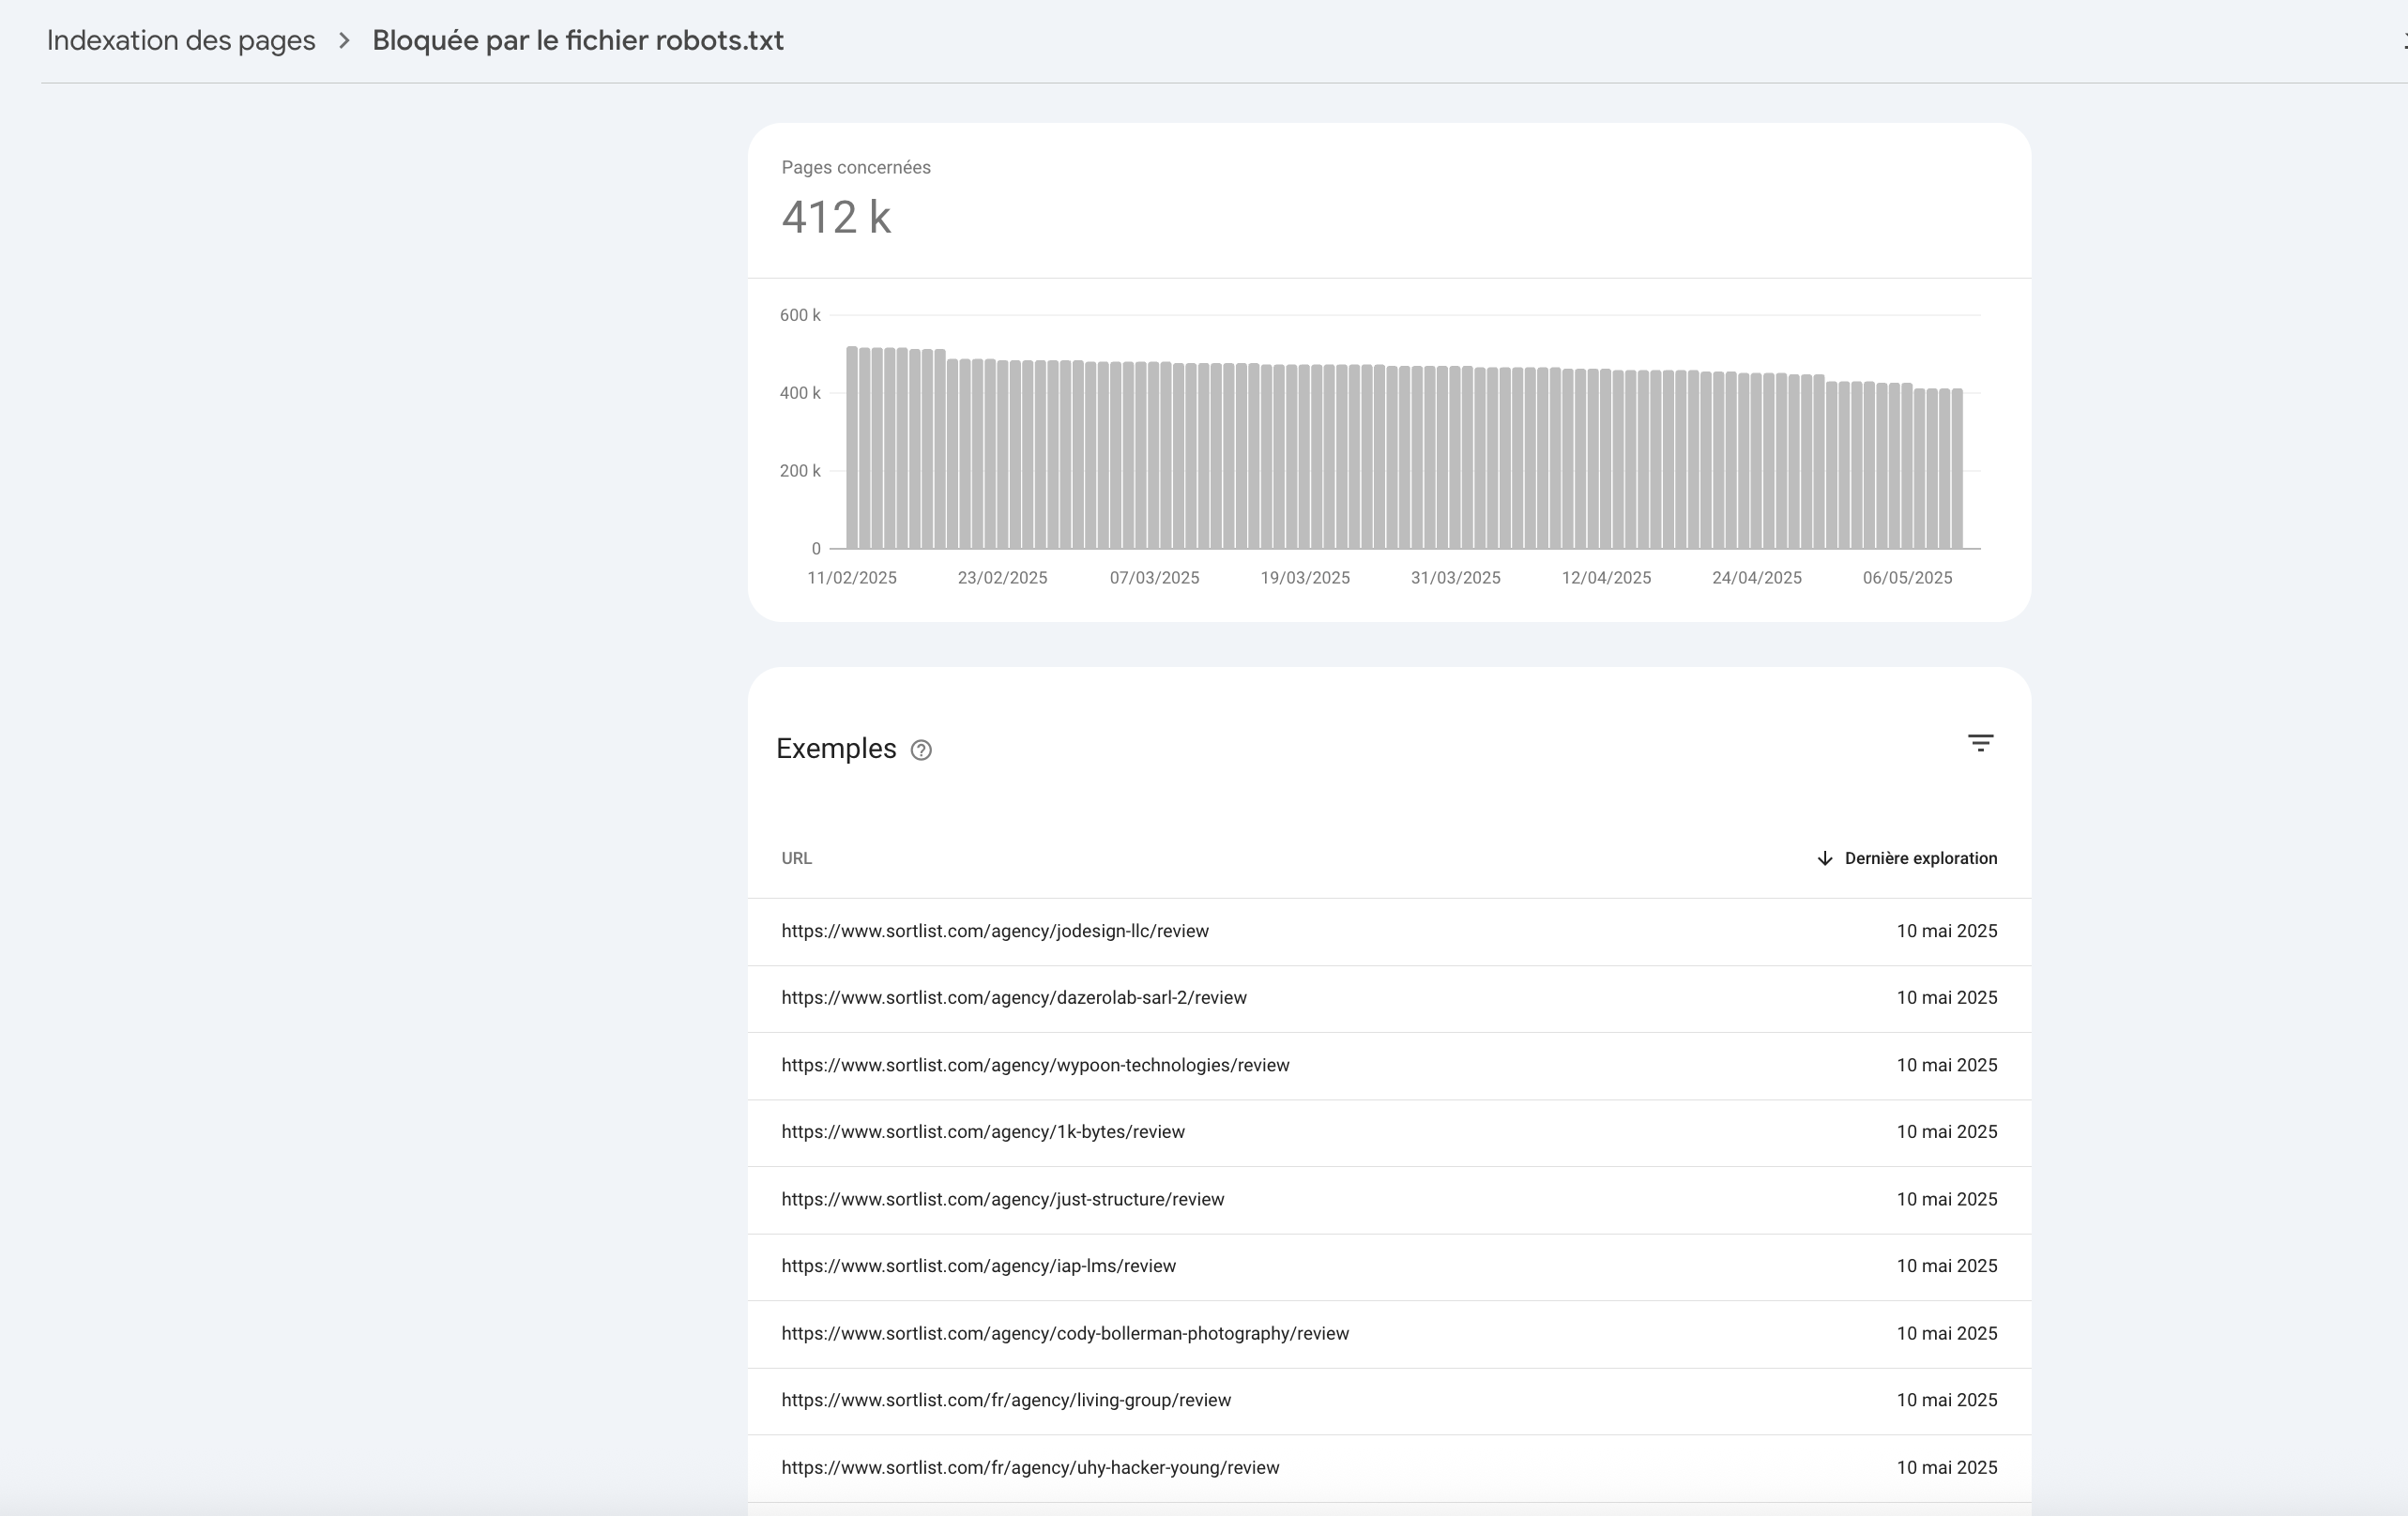 Indexation des pages > Bloquée par le fichier robots.txt
Pages concernées
412 k
600 k
400 k
200 k
0
11/02/2025 23/02/2025 07/03/2025 19/03/2025 31/03/2025 12/04/2025 24/04/2025 06/05/2025
Exemples
URL Dernière exploration
https://www.sortlist.com/agency/jodesign-llc/review 10 mai 2025
https://www.sortlist.com/agency/dazerolab-sarl-2/review 10 mai 2025
https://www.sortlist.com/agency/wypoon-technologies/review 10 mai 2025
https://www.sortlist.com/agency/1k-bytes/review 10 mai 2025
https://www.sortlist.com/agency/just-structure/review 10 mai 2025
https://www.sortlist.com/agency/iap-lms/review 10 mai 2025
https://www.sortlist.com/agency/cody-bollerman-photography/review 10 mai 2025
https://www.sortlist.com/fr/agency/living-group/review 10 mai 2025
https://www.sortlist.com/fr/agency/uhy-hacker-young/review 10 mai 2025